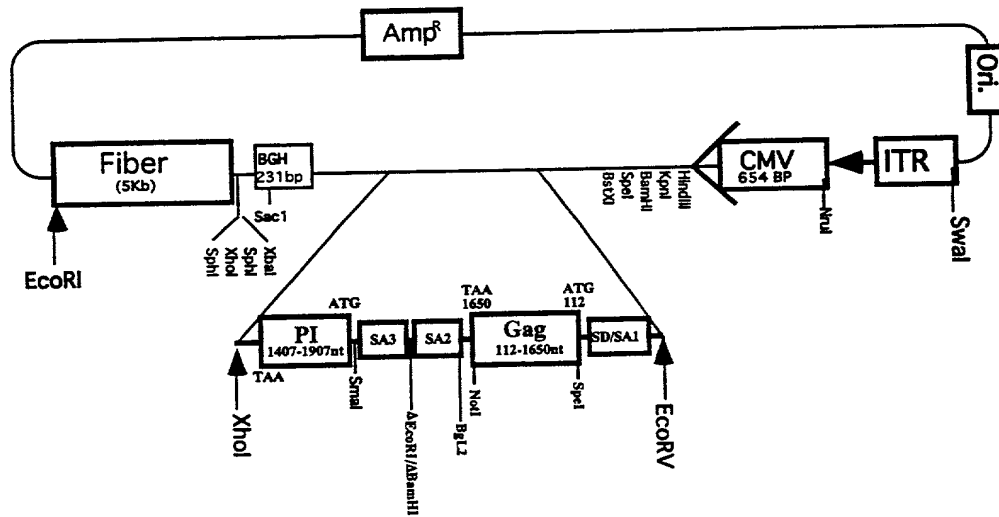 Amp^R
Ori.
Fiber
(5Kb)
BGH
231bp
CMV
654 BP
ITR
Sac1
HindIII
KpnI
BamHI
SpeI
BstXI
NruI
SwaI
EcoRI
XbaI
SphI
XhoI
SphI
ATG
TAA
1650
ATG
112
PI
1407-1907nt
SA3
SA2
Gag
112-1650nt
SD/SA1
TAA
SmaI
NotI
SpeI
XhoI
ΔEcoRI/ΔBamHI
BgL2
EcoRV